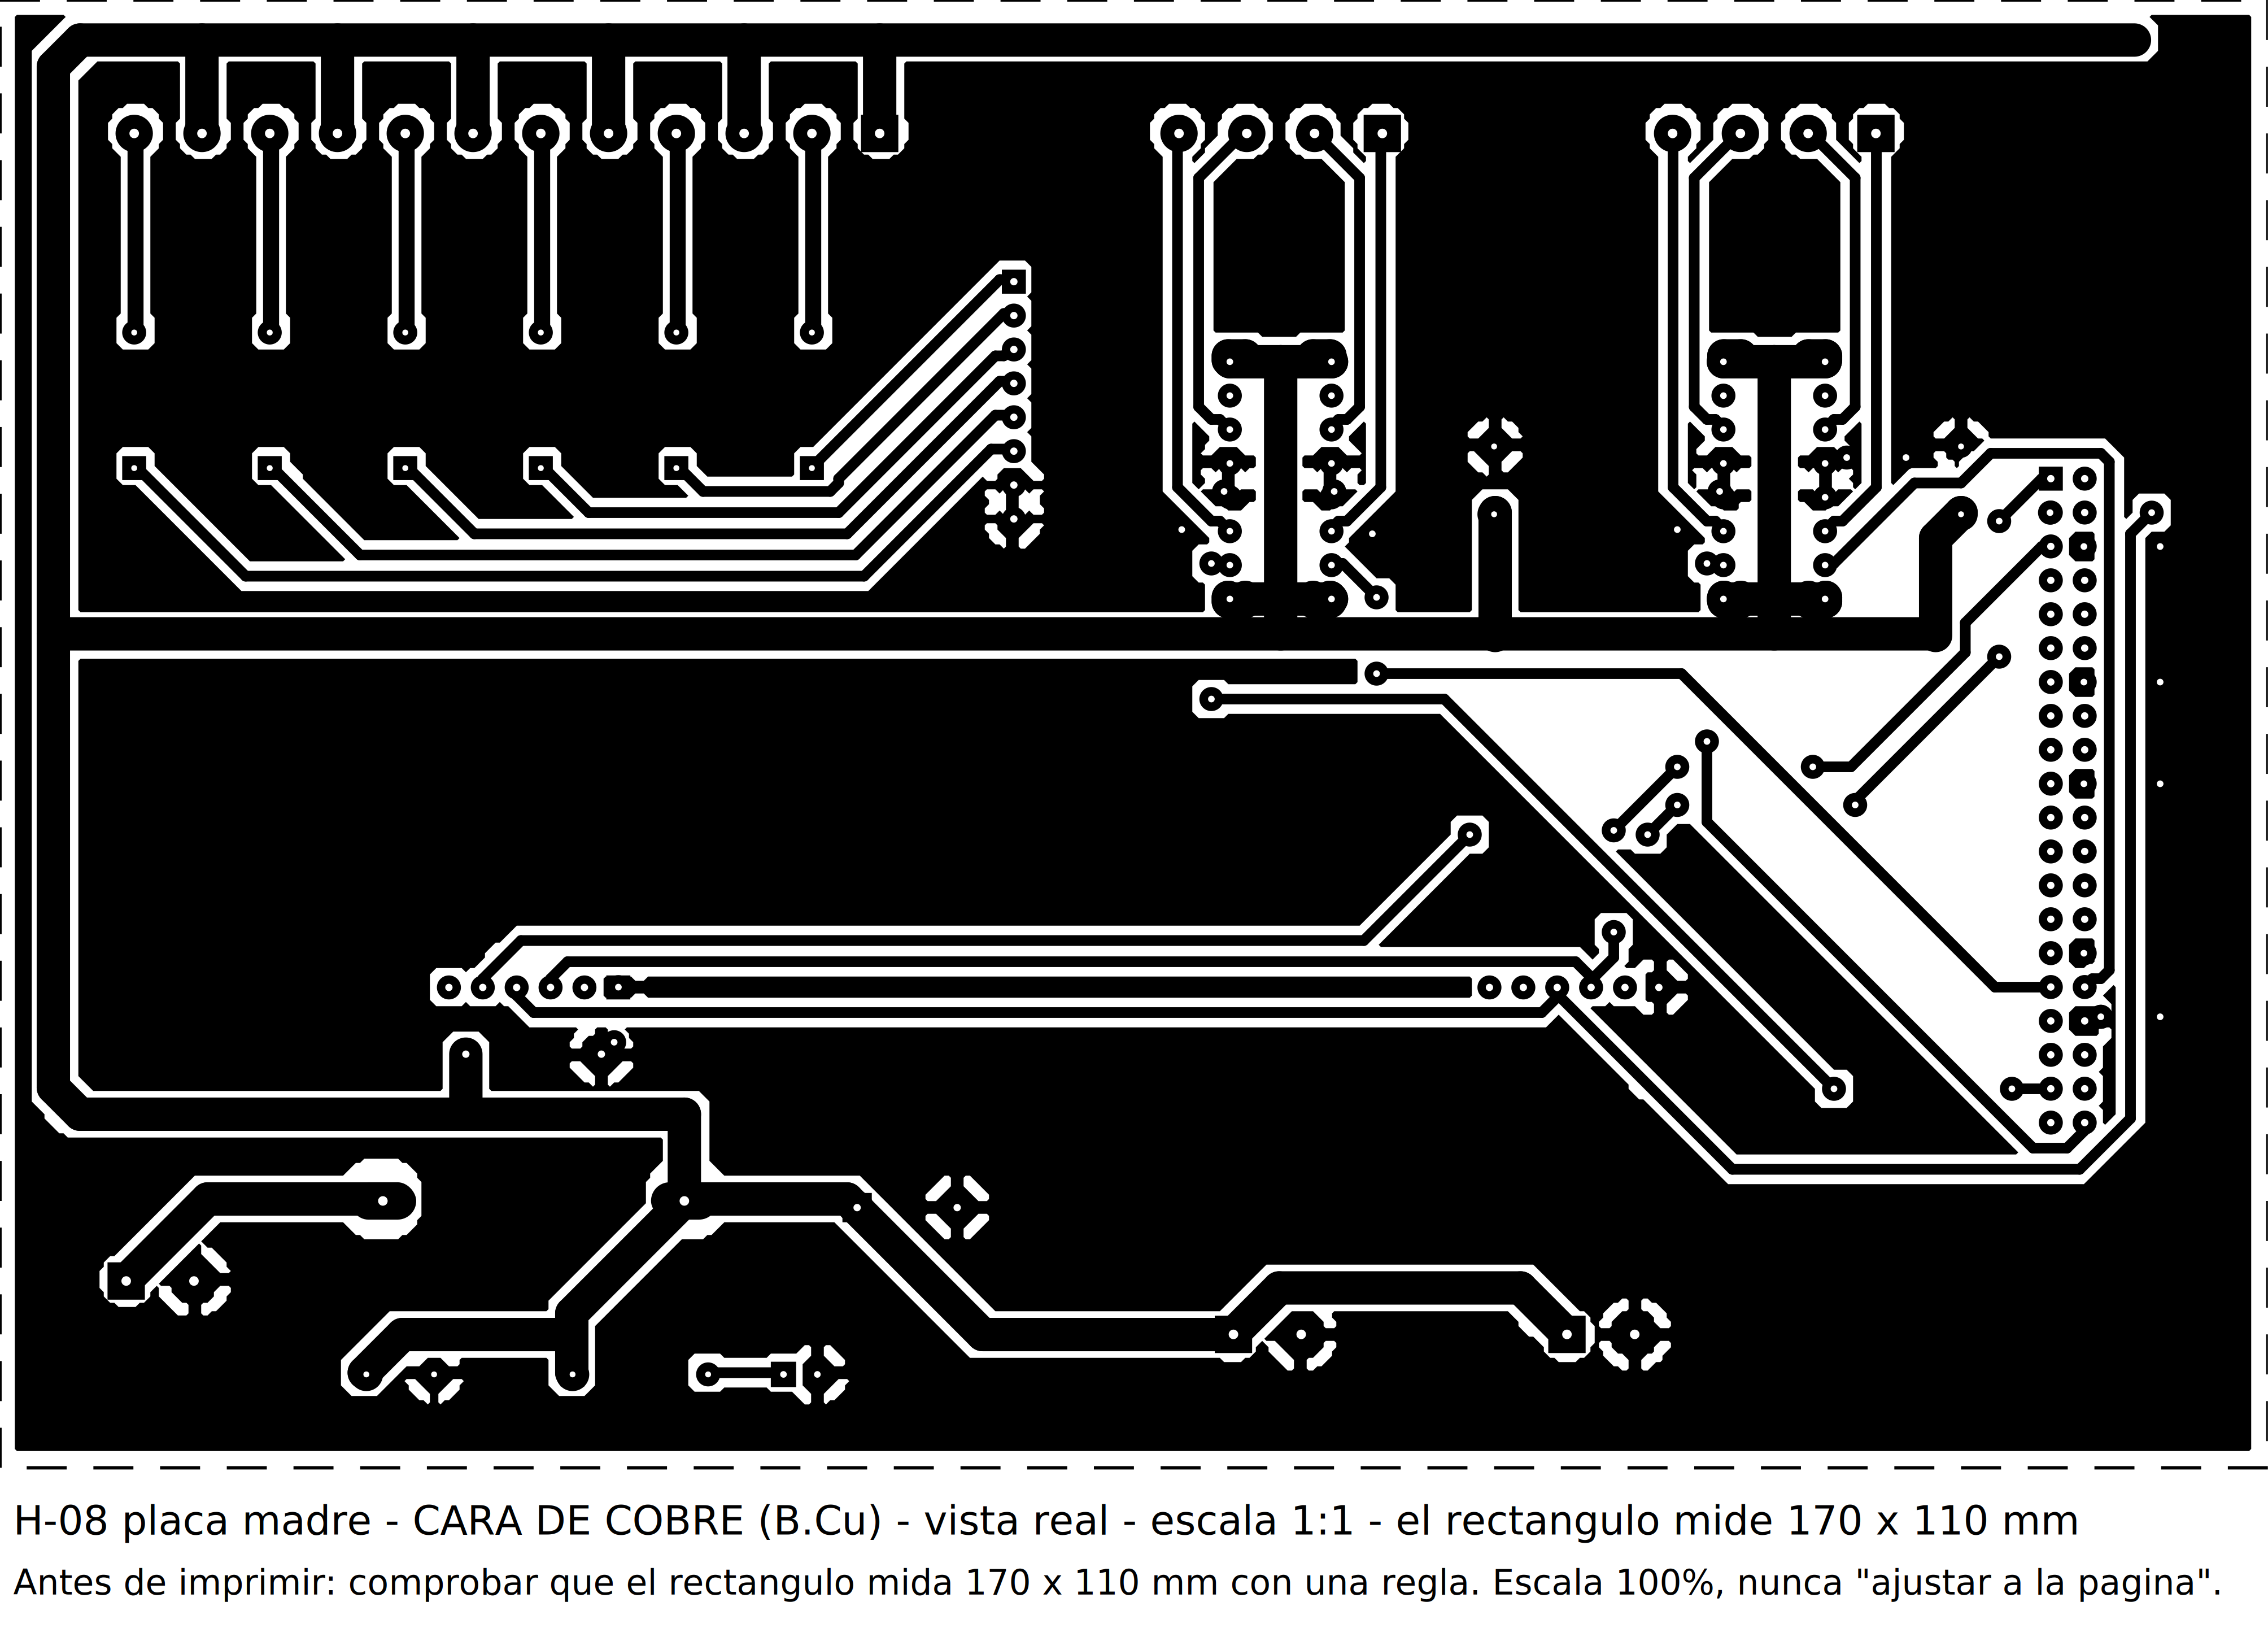 H-08 placa madre - CARA DE COBRE (B.Cu) - vista real - escala 1:1 - el rectangulo mide 170 x 110 mm
Antes de imprimir: comprobar que el rectangulo mida 170 x 110 mm con una regla. Escala 100%, nunca "ajustar a la pagina".